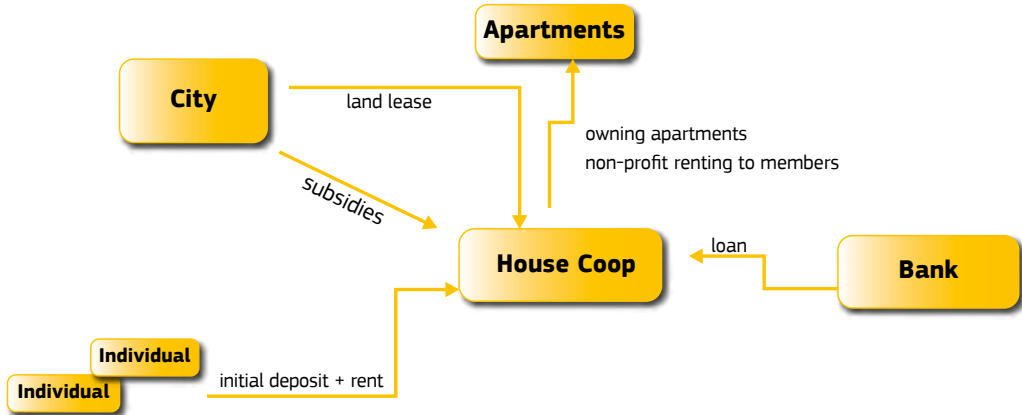 Apartments
City
land lease
owning apartments
non-profit renting to members
subsidies
House Coop
loan
Bank
Individual
Individual
initial deposit + rent